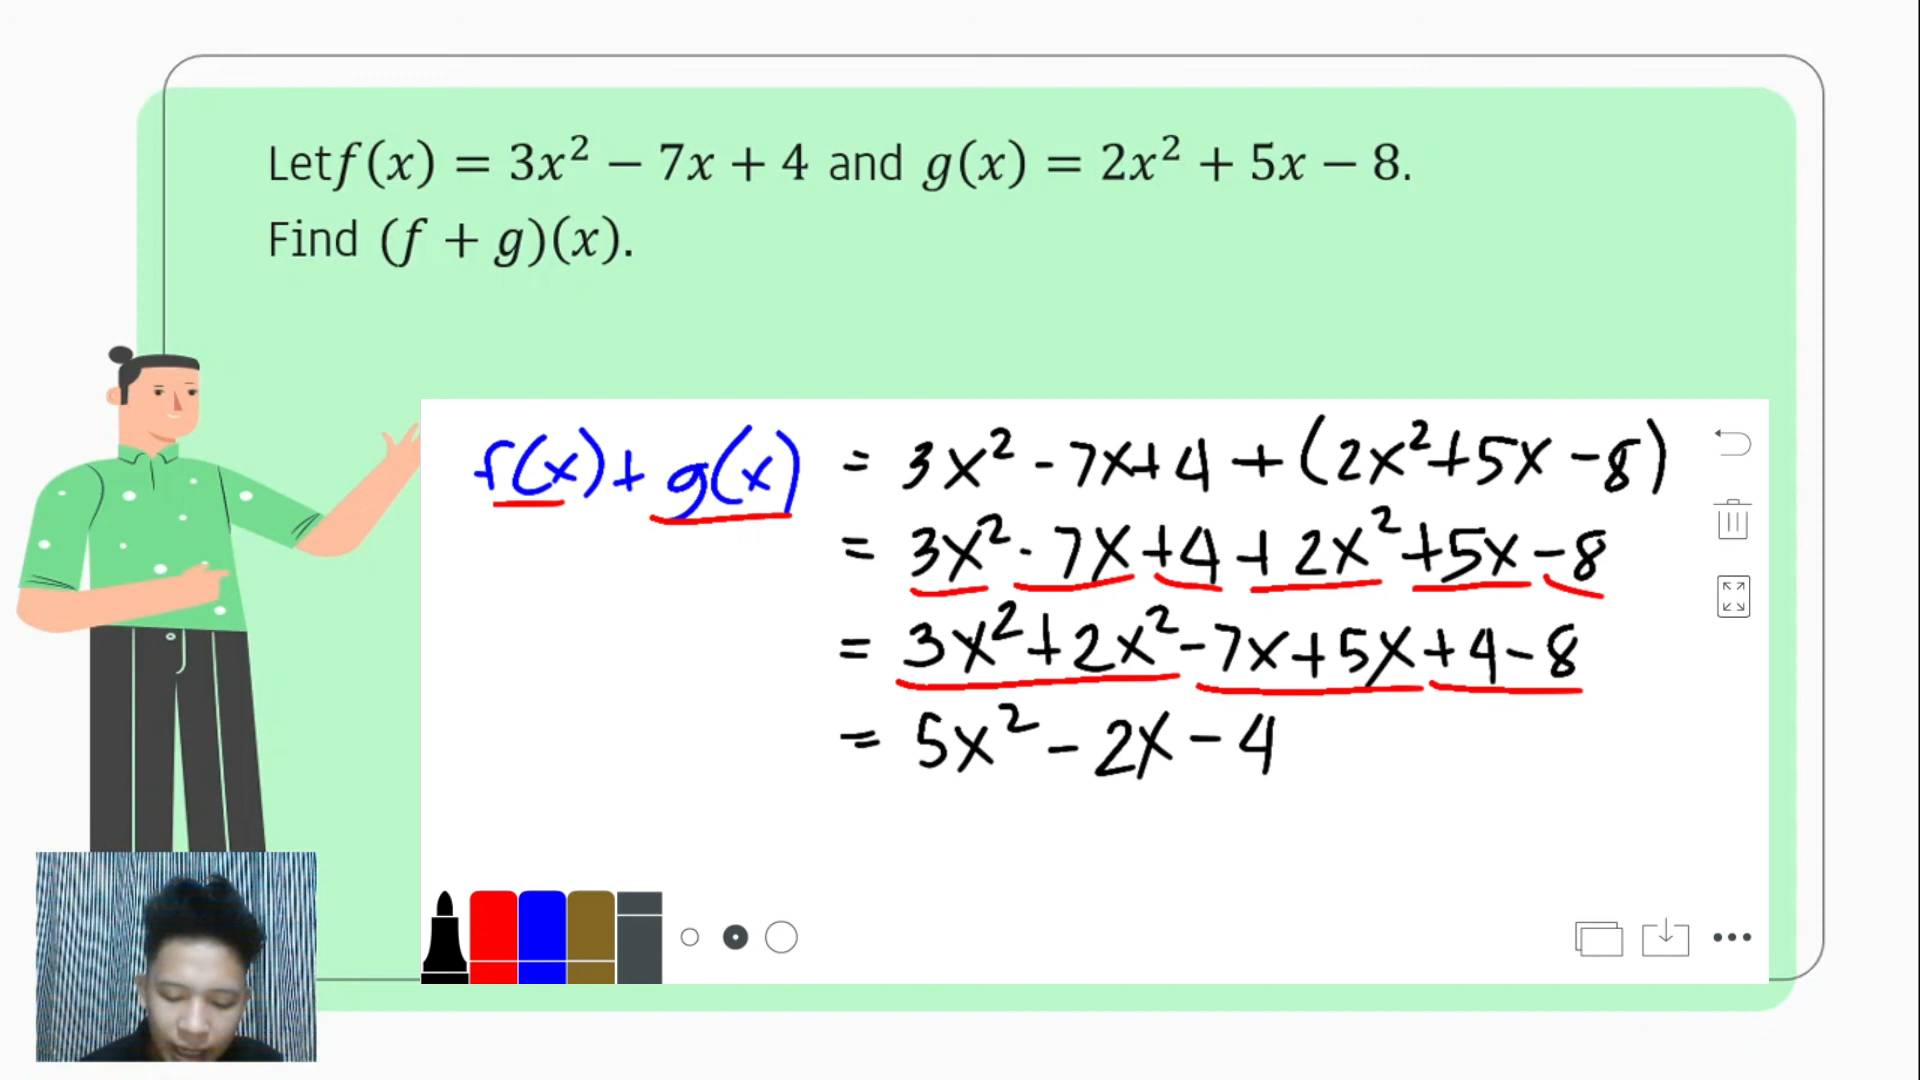 Let f(x) = 3x² − 7x + 4 and g(x) = 2x² + 5x − 8.
Find (f + g)(x).
f(x) + g(x) = 3x² - 7x + 4 + (2x² + 5x - 8)
= 3x² - 7x + 4 + 2x² + 5x - 8
= 3x² + 2x² - 7x + 5x + 4 - 8
= 5x² - 2x - 4